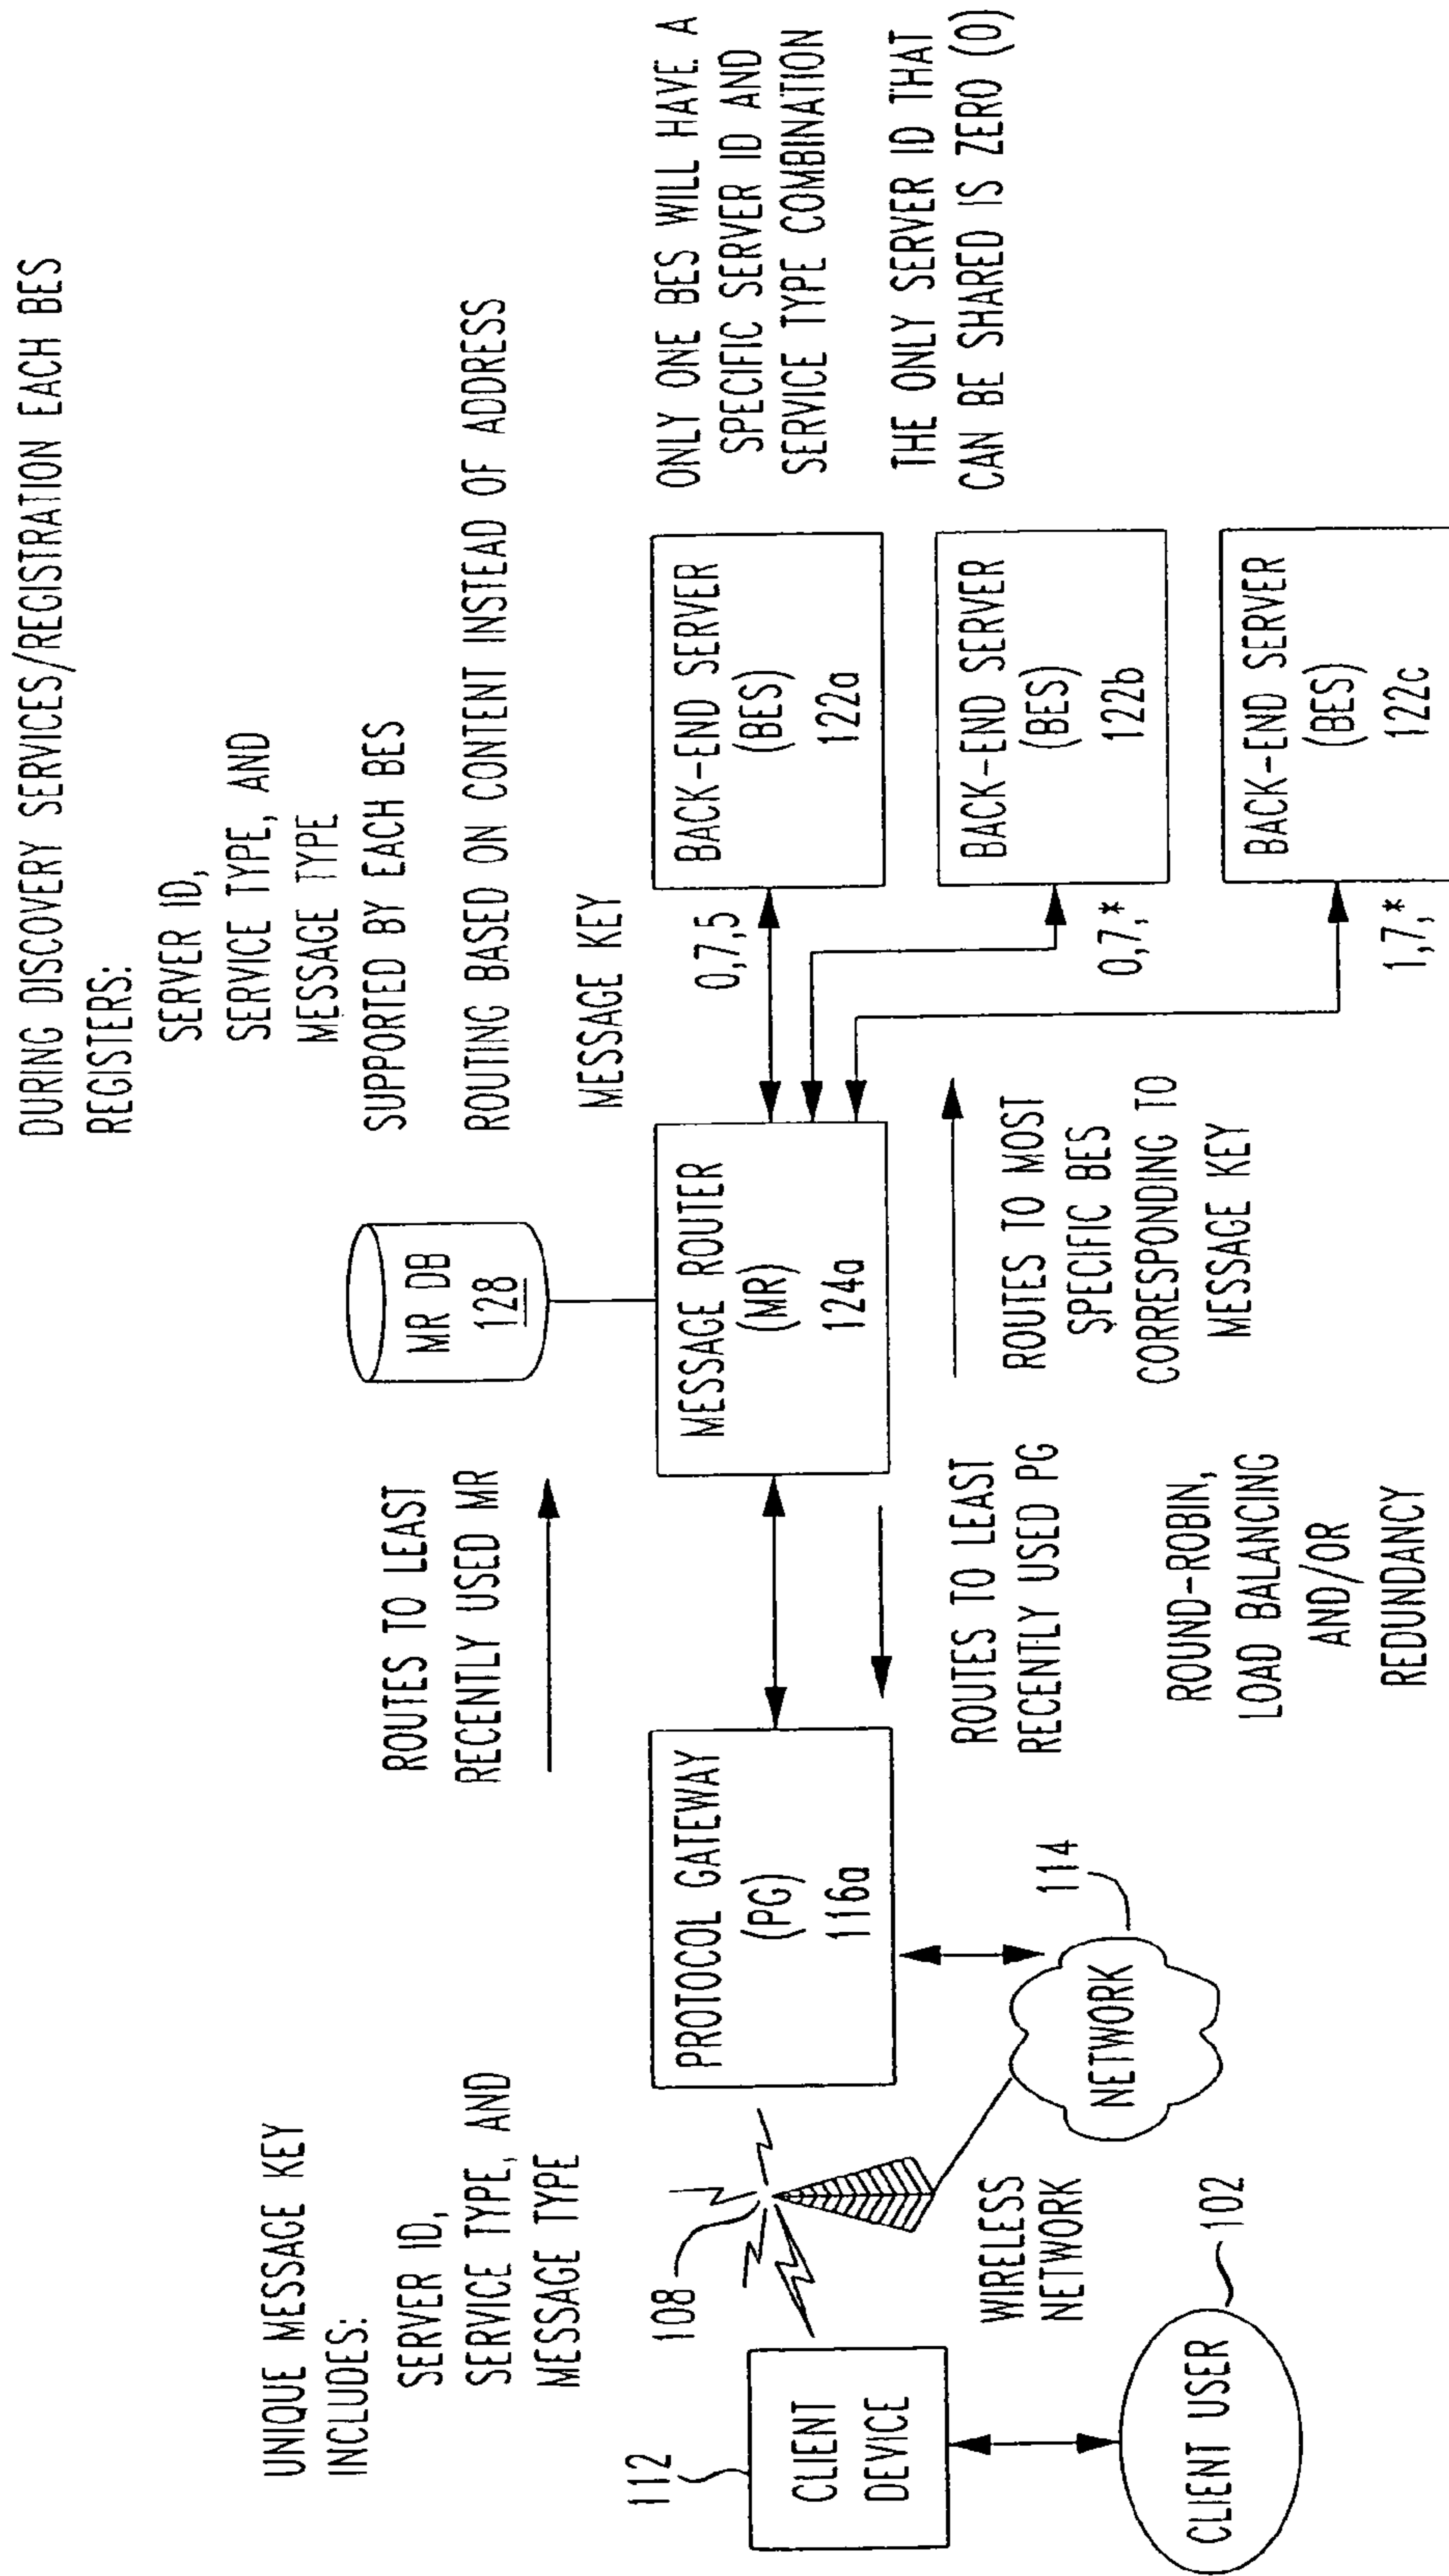 DURING DISCOVERY SERVICES/REGISTRATION EACH BES
REGISTERS:
SERVER ID,
SERVICE TYPE, AND
MESSAGE TYPE
SUPPORTED BY EACH BES
ROUTING BASED ON CONTENT INSTEAD OF ADDRESS
UNIQUE MESSAGE KEY
INCLUDES:
SERVER ID,
SERVICE TYPE, AND
MESSAGE TYPE
ROUTES TO LEAST
RECENTLY USED MR
MR DB
128
MESSAGE KEY
112
CLIENT
DEVICE
CLIENT USER
102
108
WIRELESS
NETWORK
NETWORK
114
PROTOCOL GATEWAY
(PG)
116a
ROUTES TO LEAST
RECENTLY USED PG
ROUND-ROBIN,
LOAD BALANCING
AND/OR
REDUNDANCY
MESSAGE ROUTER
(MR)
124a
ROUTES TO MOST
SPECIFIC BES
CORRESPONDING TO
MESSAGE KEY
0,7,5
BACK-END SERVER
(BES)
122a
0,7,*
BACK-END SERVER
(BES)
122b
1,7,*
BACK-END SERVER
(BES)
122c
ONLY ONE BES WILL HAVE A
SPECIFIC SERVER ID AND
SERVICE TYPE COMBINATION
THE ONLY SERVER ID THAT
CAN BE SHARED IS ZERO (0)